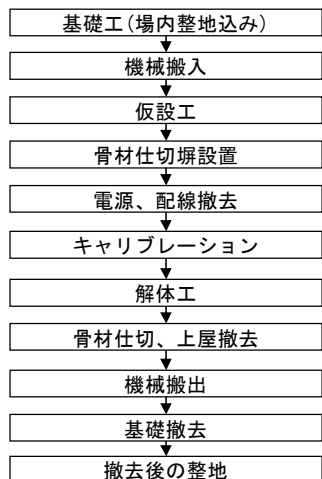 基礎工(場内整地込み)
機械搬入
仮設工
骨材仕切塀設置
電源、配線撤去
キャリブレーション
解体工
骨材仕切、上屋撤去
機械搬出
基礎撤去
撤去後の整地